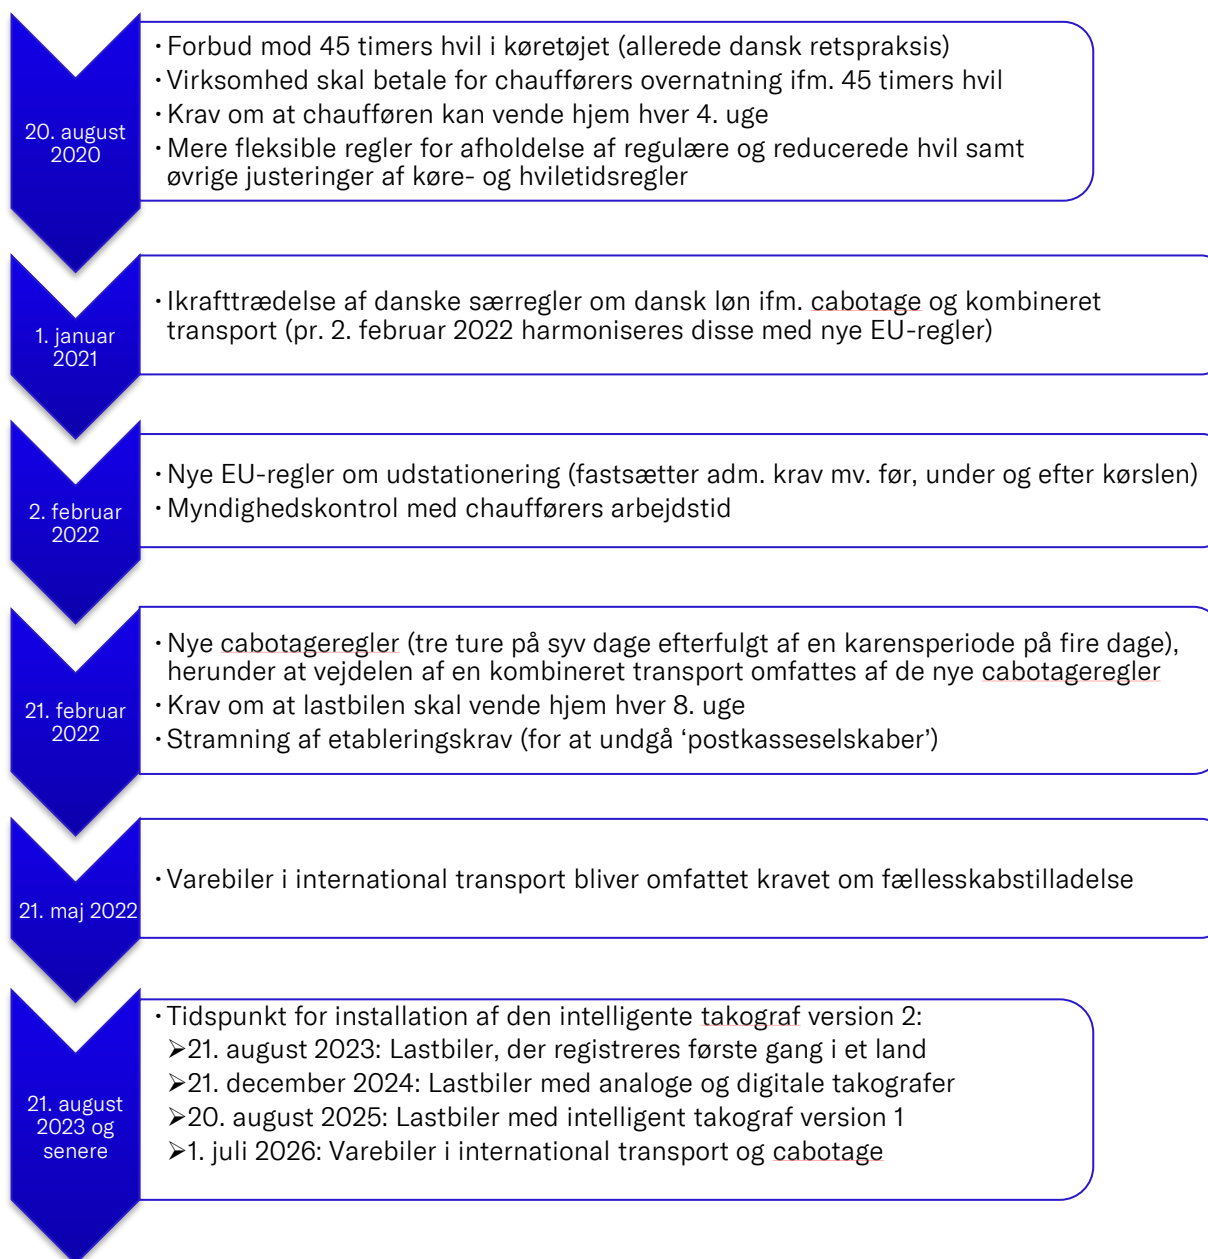 20. august
2020
· Forbud mod 45 timers hvil i køretøjet (allerede dansk retspraksis)
· Virksomhed skal betale for chaufførers overnatning ifm. 45 timers hvil
· Krav om at chaufføren kan vende hjem hver 4. uge
· Mere fleksible regler for afholdelse af regulære og reducerede hvil samt
øvrige justeringer af køre- og hviletidsregler
1. januar
2021
· Ikrafttrædelse af danske særregler om dansk løn ifm. cabotage og kombineret
transport (pr. 2. februar 2022 harmoniseres disse med nye EU-regler)
2. februar
2022
· Nye EU-regler om udstationering (fastsætter adm. krav mv. før, under og efter kørslen)
· Myndighedskontrol med chaufførers arbejdstid
21. februar
2022
· Nye cabotageregler (tre ture på syv dage efterfulgt af en karensperiode på fire dage),
herunder at vejdelen af en kombineret transport omfattes af de nye cabotageregler
· Krav om at lastbilen skal vende hjem hver 8. uge
· Stramning af etableringskrav (for at undgå ‘postkasseselskaber’)
21. maj 2022
· Varebiler i international transport bliver omfattet kravet om fællesskabstilladelse
21. august
2023 og
senere
· Tidspunkt for installation af den intelligente takograf version 2:
➢21. august 2023: Lastbiler, der registreres første gang i et land
➢21. december 2024: Lastbiler med analoge og digitale takografer
➢20. august 2025: Lastbiler med intelligent takograf version 1
➢1. juli 2026: Varebiler i international transport og cabotage